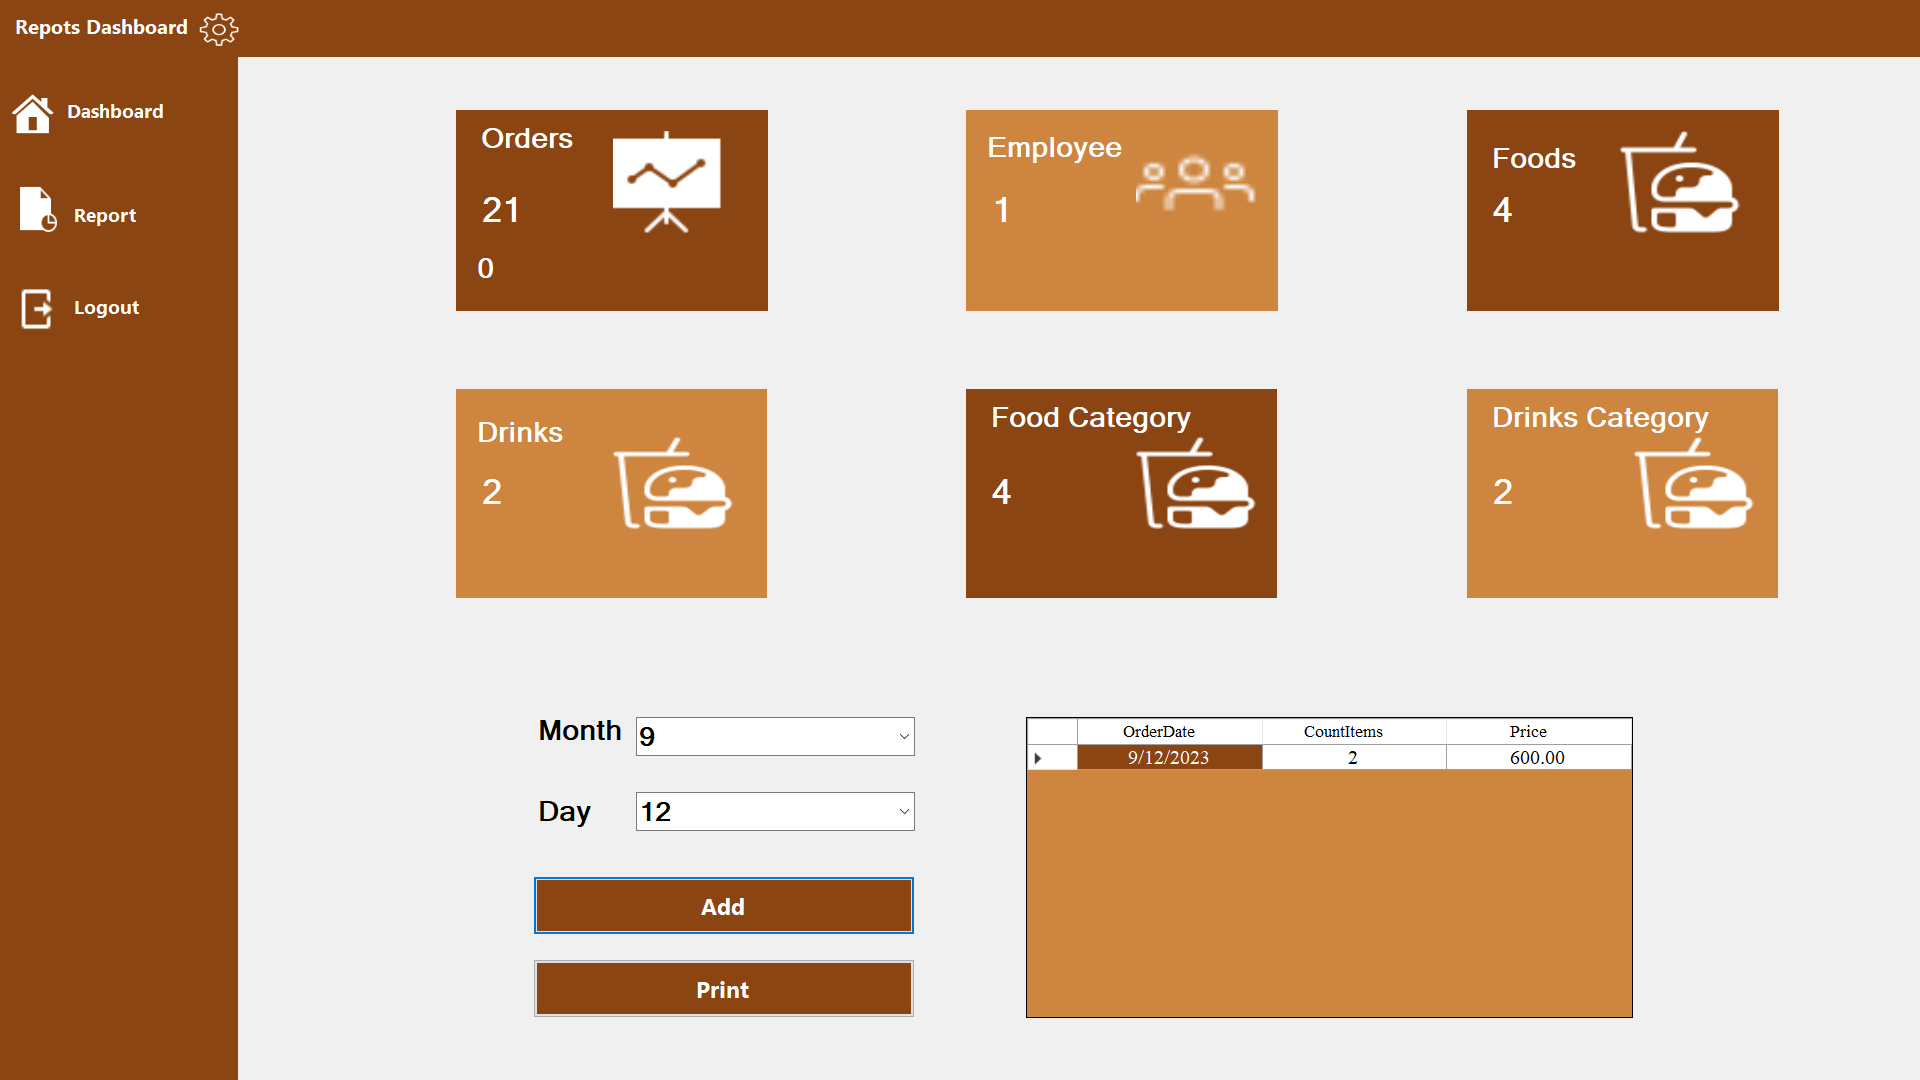 Repots Dashboard
Dashboard
Report
Logout
Orders
21
0
Employee
1
Foods
4
Drinks
2
Food Category
4
Drinks Category
2
Month 9
Day 12
Add
Print
OrderDate CountItems Price
9/12/2023 2 600.00